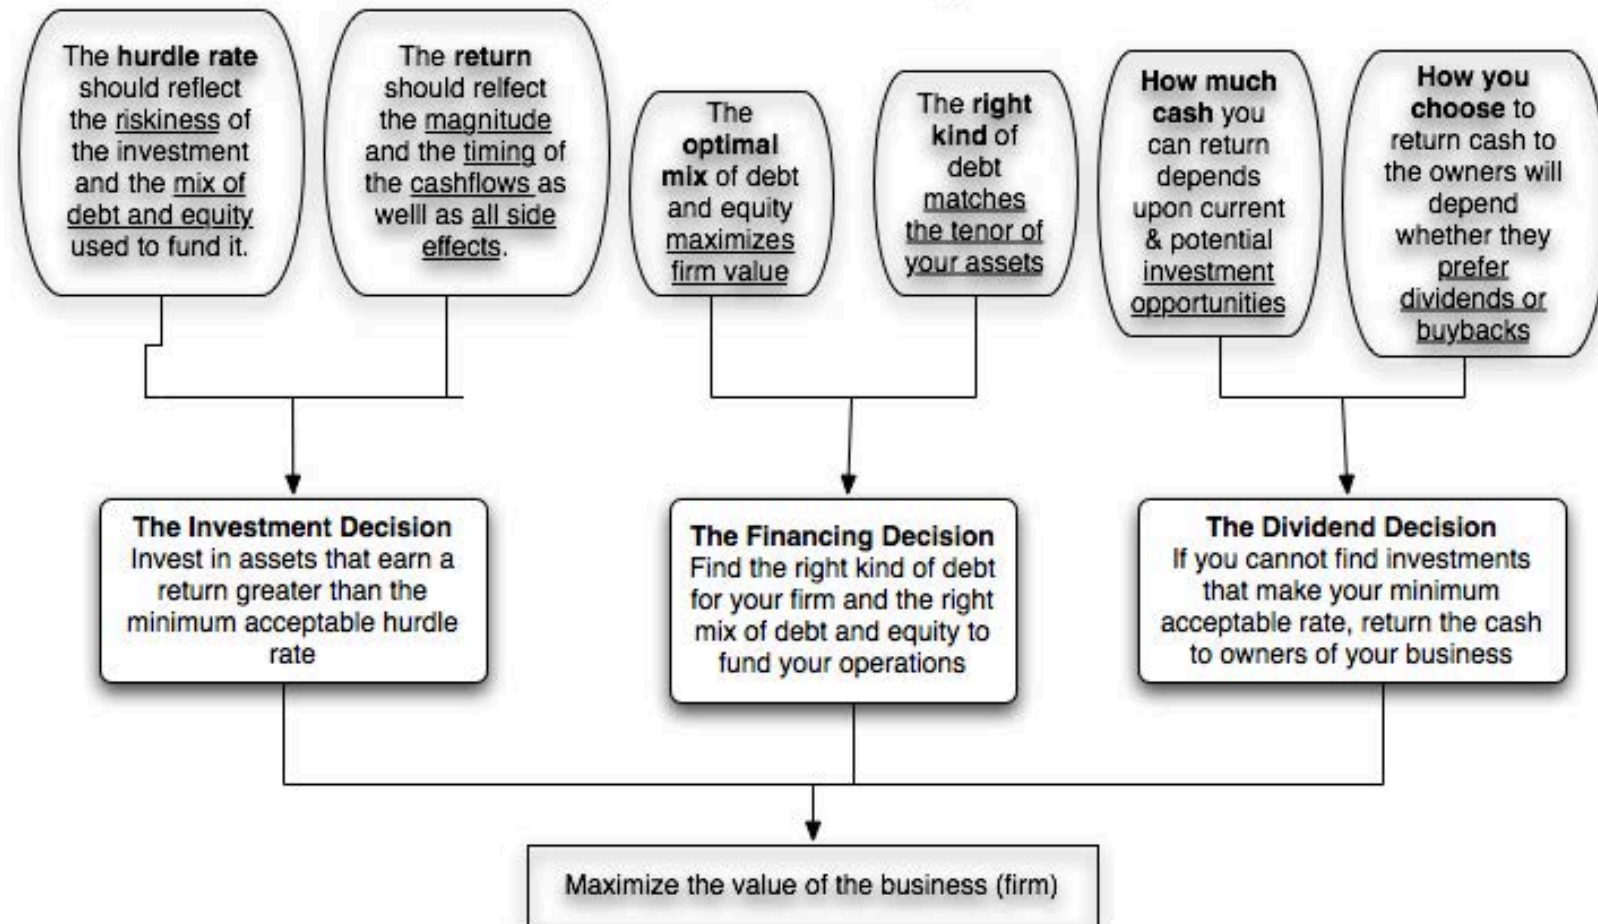 The hurdle rate
should reflect
the riskiness of
the investment
and the mix of
debt and equity
used to fund it.
The return
should relfect
the magnitude
and the timing of
the cashflows as
welll as all side
effects.
The
optimal
mix of debt
and equity
maximizes
firm value
The right
kind of
debt
matches
the tenor of
your assets
How much
cash you
can return
depends
upon current
& potential
investment
opportunities
How you
choose to
return cash to
the owners will
depend
whether they
prefer
dividends or
buybacks
The Investment Decision
Invest in assets that earn a
return greater than the
minimum acceptable hurdle
rate
The Financing Decision
Find the right kind of debt
for your firm and the right
mix of debt and equity to
fund your operations
The Dividend Decision
If you cannot find investments
that make your minimum
acceptable rate, return the cash
to owners of your business
Maximize the value of the business (firm)